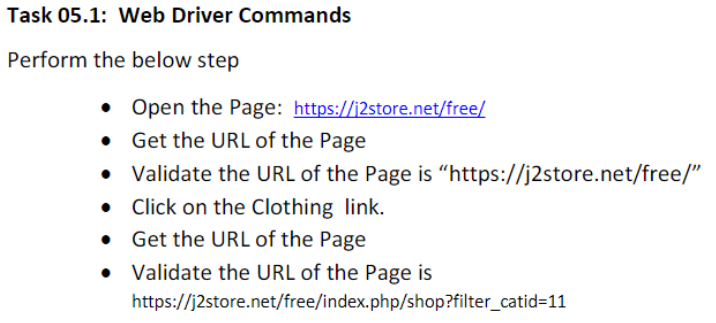 Task 05.1: Web Driver Commands
Perform the below step
• Open the Page: https://j2store.net/free/
• Get the URL of the Page
• Validate the URL of the Page is “https://j2store.net/free/”
• Click on the Clothing link.
• Get the URL of the Page
• Validate the URL of the Page is
https://j2store.net/free/index.php/shop?filter_catid=11